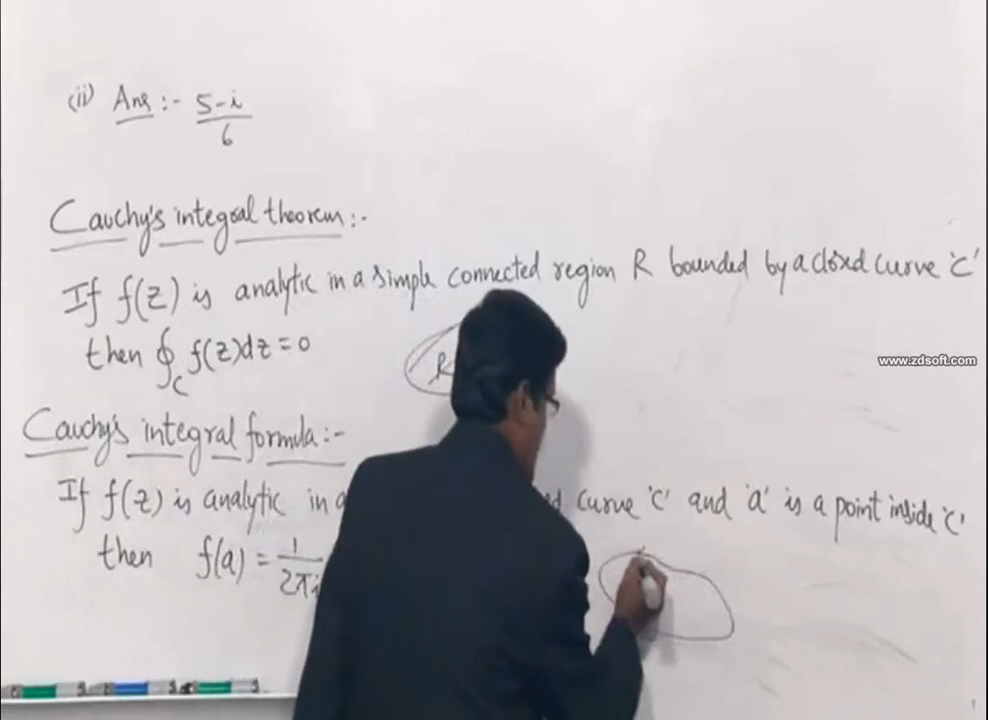 (ii) Ans :- 5-i/6
Cauchy's integral theorem :-
If f(z) is analytic in a simple connected region R bounded by a closed curve 'c'
then ∮_C f(z)dz = 0
R
www.zdsoft.com
Cauchy's integral formula :-
If f(z) is analytic in a curve 'c' and 'a' is a point inside 'c'
then f(a) = 1/2πi